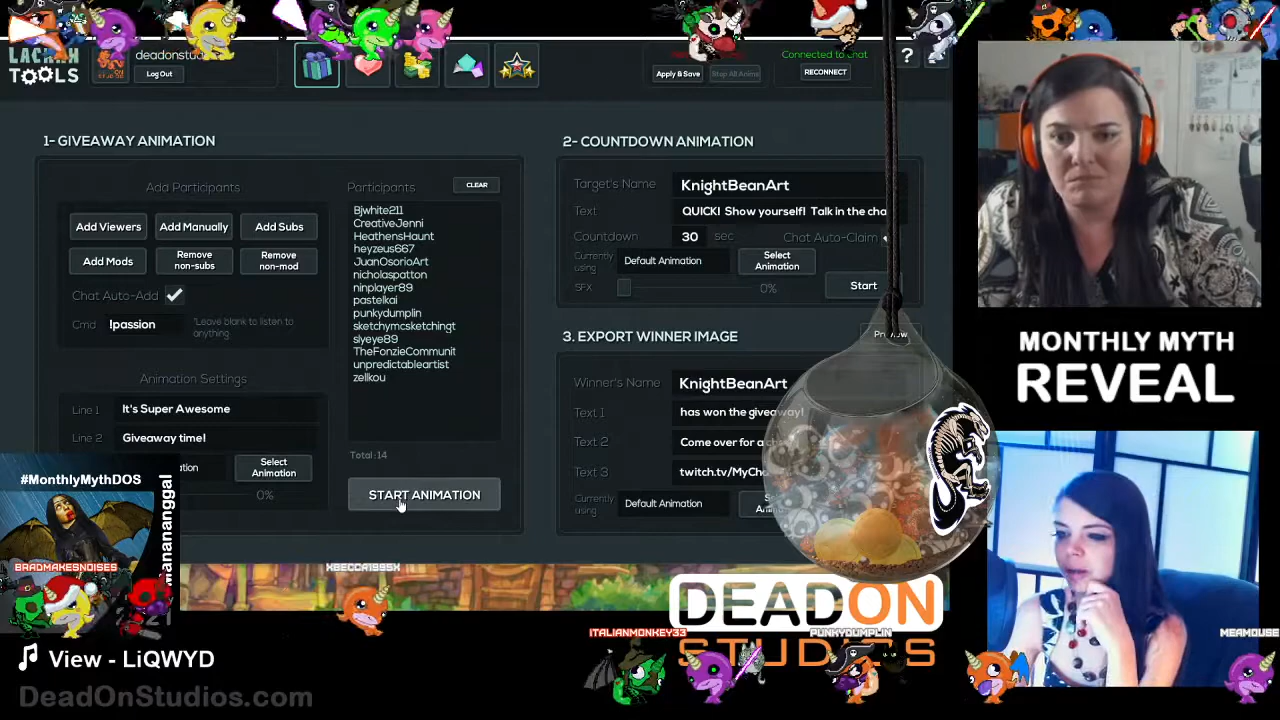 LACHHH
TOOLS
deadonstud
Log Out
Apply & Save
Stop All Anims
Connected to chat
RECONNECT
?
1- GIVEAWAY ANIMATION
Add Participants
Add Viewers
Add Manually
Add Subs
Add Mods
Remove non-subs
Remove non-mod
Chat Auto-Add
Cmd !passion
*Leave blank to listen to anything
Animation Settings
Line 1 It's Super Awesome
Line 2 Giveaway time!
ation
Select Animation
0%
Participants
CLEAR
Bjwhite211
CreativeJenni
HeathensHaunt
heyzeus667
JuanOsorioArt
nicholaspatton
ninplayer89
pastelkai
punkydumplin
sketchymcsketchingt
slyeye89
TheFonzieCommunit
unpredictableartist
zellkou
Total :14
START ANIMATION
2- COUNTDOWN ANIMATION
Target's Name KnightBeanArt
Text QUICK! Show yourself! Talk in the cha
Countdown 30 sec
Chat Auto-Claim
Currently using Default Animation
Select Animation
SFX 0%
Start
3. EXPORT WINNER IMAGE
Preview
Winner's Name KnightBeanArt
Text 1 has won the giveaway!
Text 2 Come over for a ch
Text 3 twitch.tv/MyCh
Currently using Default Animation
MONTHLY MYTH
REVEAL
#MonthlyMythDOS
Manananggal
BRADMAKESNOISES
XBECCA1995X
DEADON
STUDIOS
ITALIANMONKEY33
PUNKYDUMPLIN
MEAMOUSE
View - LiQWYD
DeadOnStudios.com